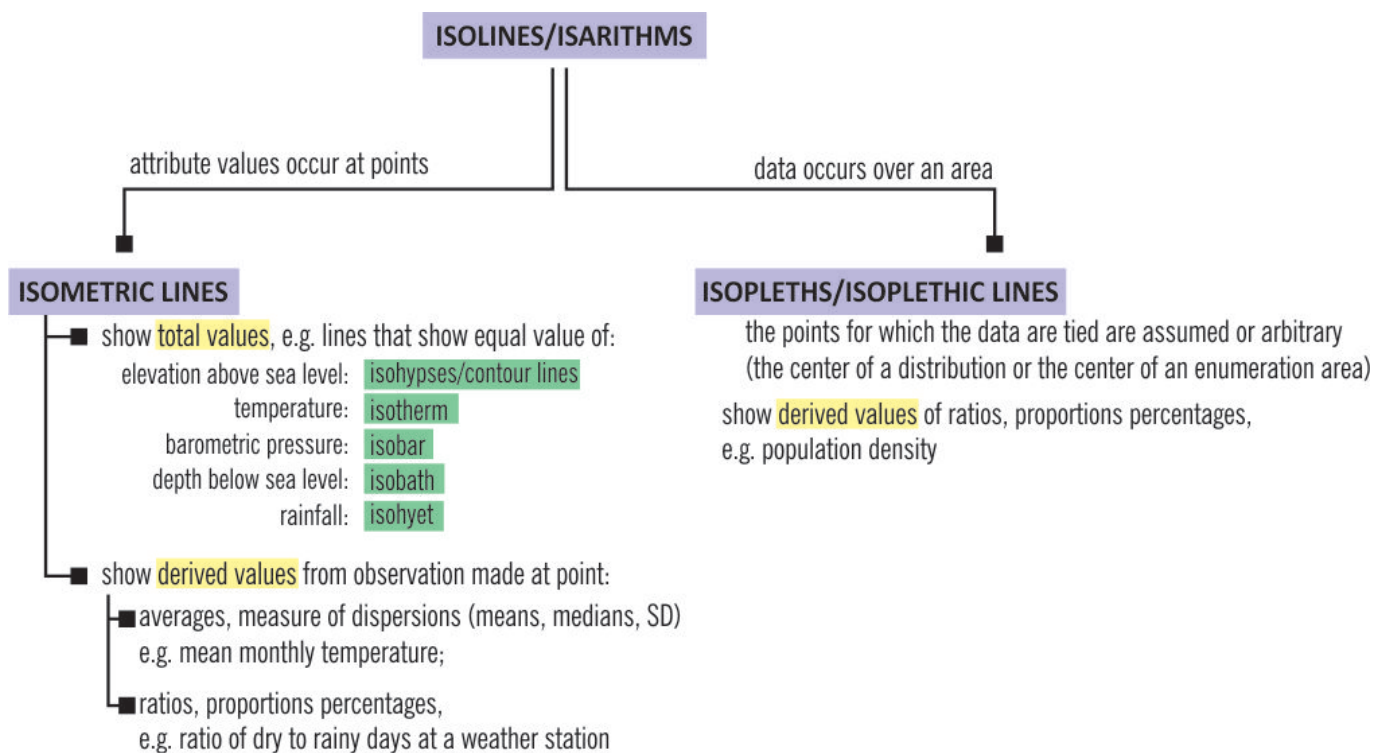 ISOLINES/ISARITHMS
attribute values occur at points
data occurs over an area
ISOMETRIC LINES
show total values, e.g. lines that show equal value of:
elevation above sea level: isohypses/contour lines
temperature: isotherm
barometric pressure: isobar
depth below sea level: isobath
rainfall: isohyet
show derived values from observation made at point:
averages, measure of dispersions (means, medians, SD)
e.g. mean monthly temperature;
ratios, proportions percentages,
e.g. ratio of dry to rainy days at a weather station
ISOPLETHS/ISOPLETHIC LINES
the points for which the data are tied are assumed or arbitrary
(the center of a distribution or the center of an enumeration area)
show derived values of ratios, proportions percentages,
e.g. population density